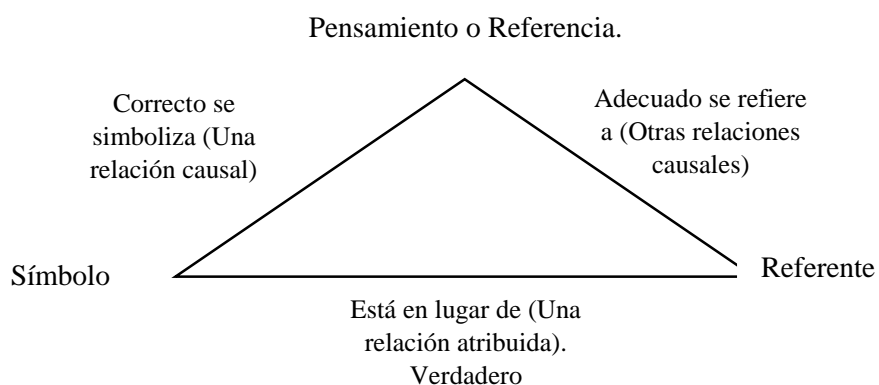 Pensamiento o Referencia.
Correcto se
simboliza (Una
relación causal)
Adecuado se refiere
a (Otras relaciones
causales)
Símbolo
Referente
Está en lugar de (Una
relación atribuida).
Verdadero